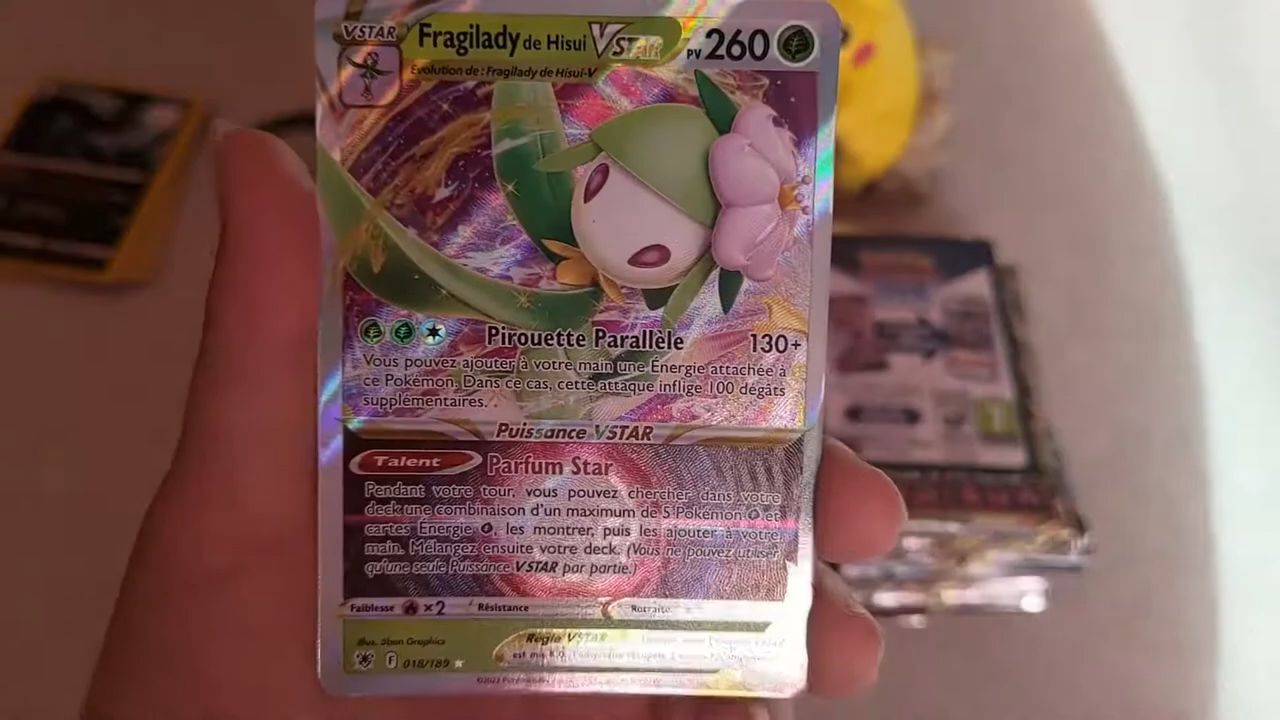 VSTAR
Fragilady de Hisui VSTAR
PV 260
Évolution de : Fragilady de Hisui-V
Pirouette Parallèle 130+
Vous pouvez ajouter à votre main une Énergie attachée à
ce Pokémon. Dans ce cas, cette attaque inflige 100 dégâts
supplémentaires.
Puissance VSTAR
Talent Parfum Star
Pendant votre tour, vous pouvez chercher dans votre
deck une combinaison d'un maximum de 5 Pokémon et
cartes Énergie , les montrer, puis les ajouter à votre
main. Mélangez ensuite votre deck. (Vous ne pouvez utiliser
qu'une seule Puissance VSTAR par partie.)
Faiblesse ×2 Résistance Retraite
Illus. 5ban Graphics
Règle VSTAR
est mis K.O.
F 018/189